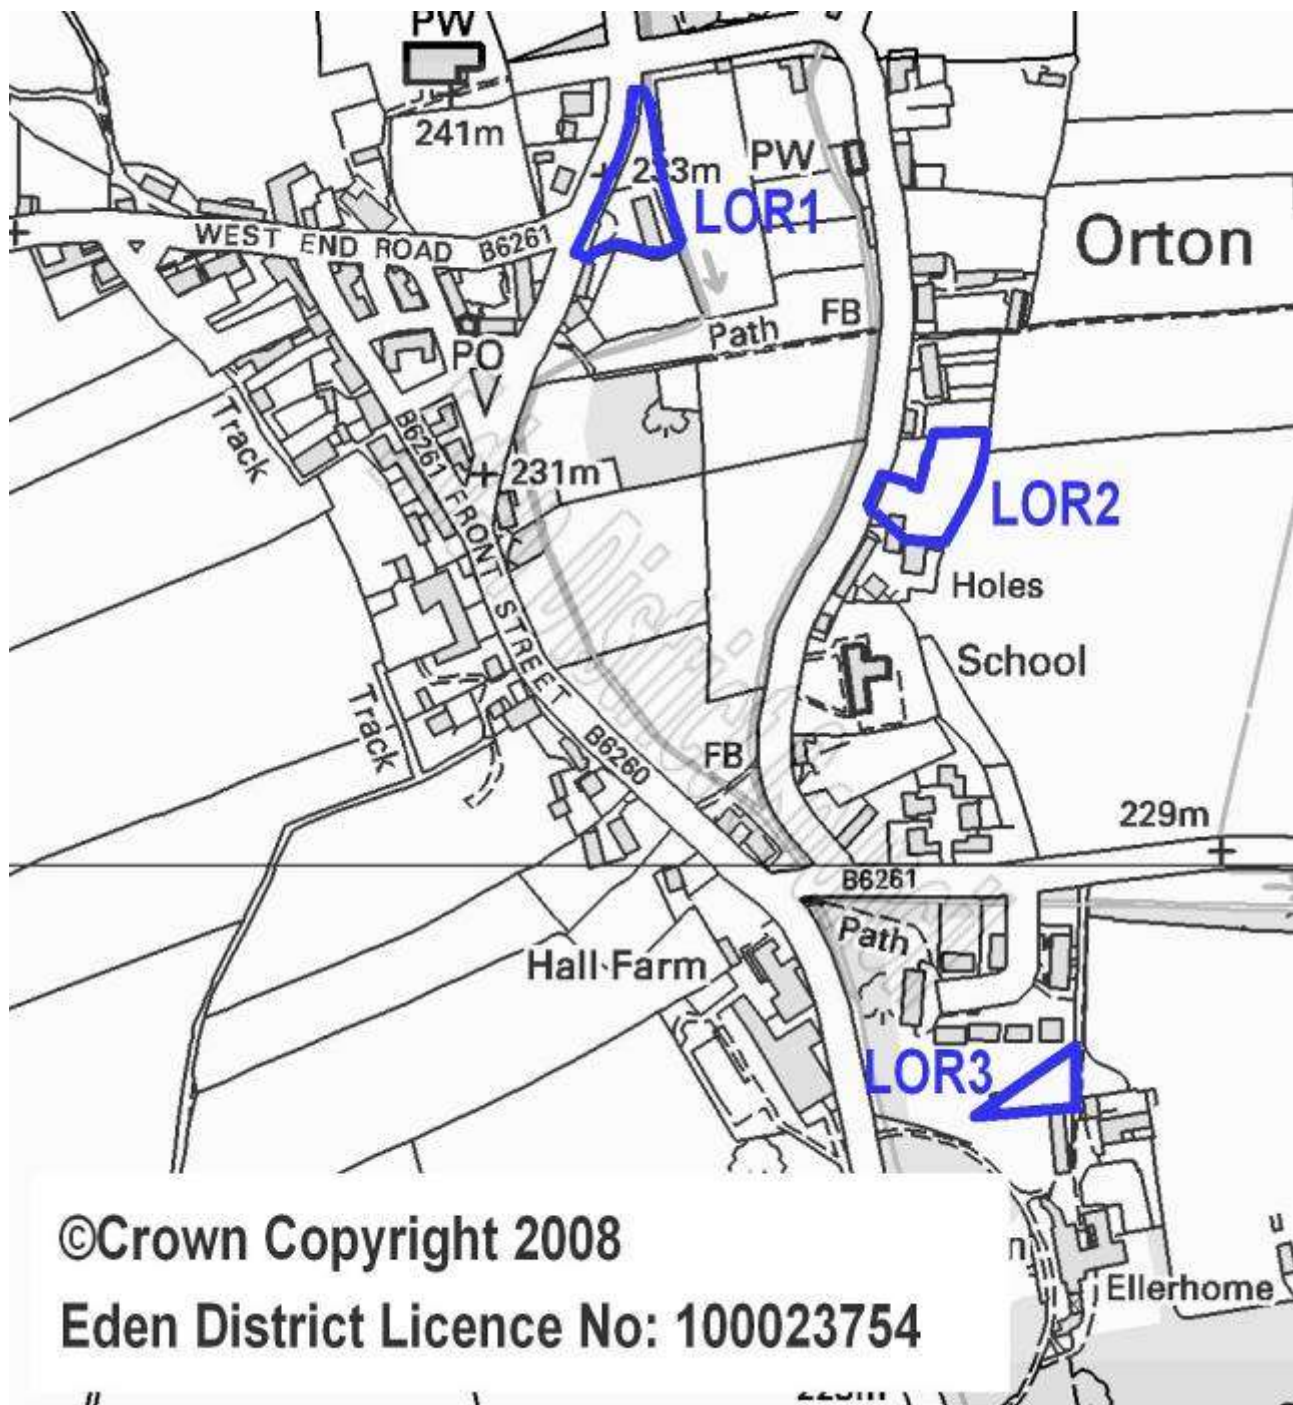 PW
241m
233m
PW
LOR1
WEST END ROAD
B6261
Orton
FB
Path
PO
Track
B6261
231m
LOR2
FRONT STREET
Holes
School
Track
B6260
FB
229m
B6261
Path
Hall Farm
LOR3
©Crown Copyright 2008
Eden District Licence No: 100023754
Ellerhome